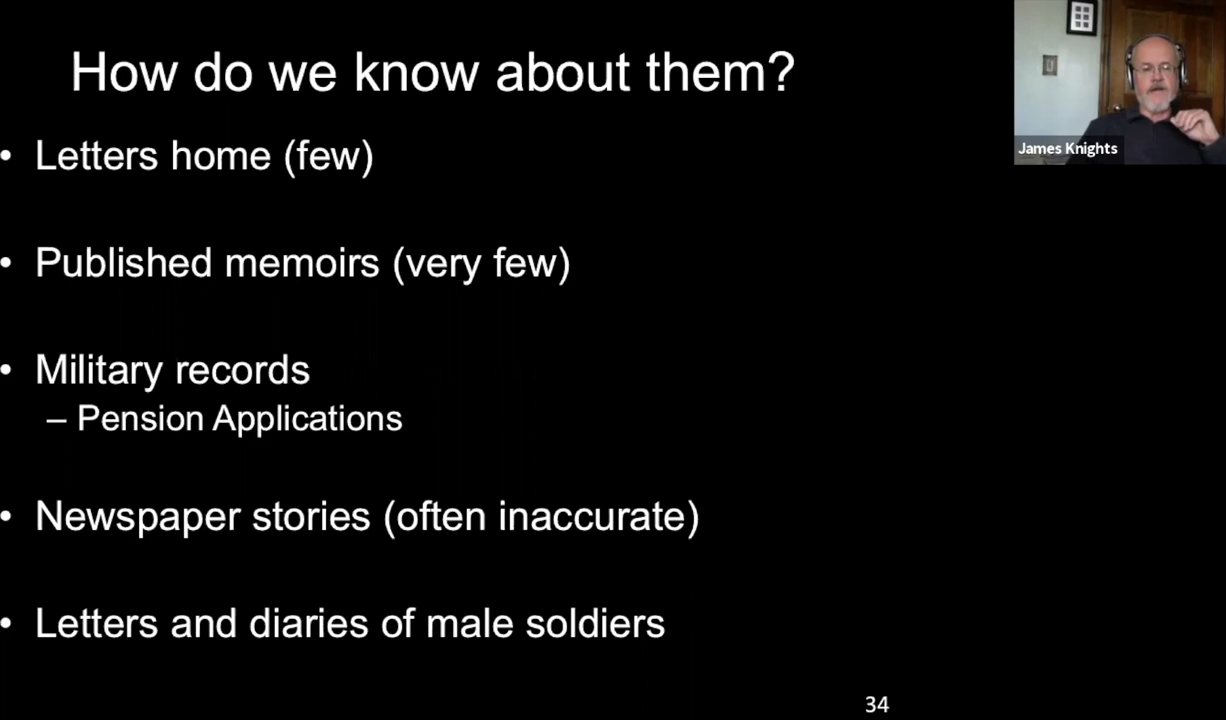 How do we know about them?
• Letters home (few)
• Published memoirs (very few)
• Military records
– Pension Applications
• Newspaper stories (often inaccurate)
• Letters and diaries of male soldiers
34
James Knights